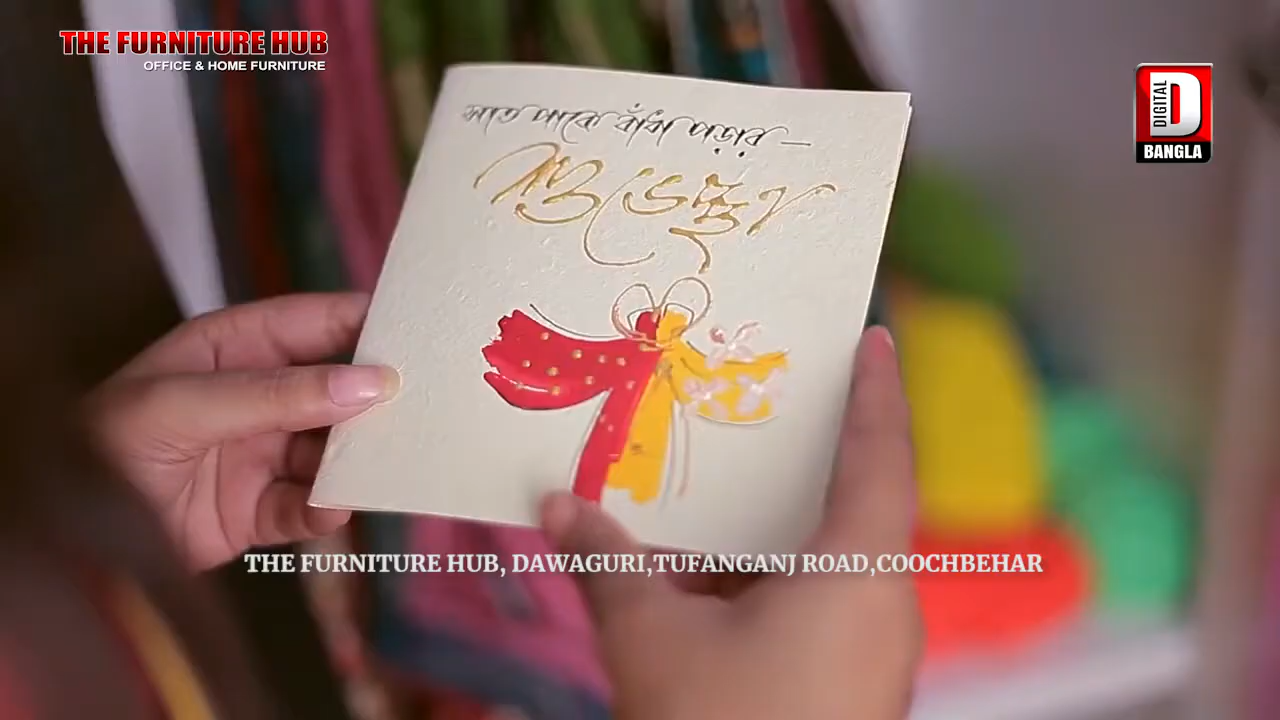 THE FURNITURE HUB
OFFICE & HOME FURNITURE
DIGITAL
D
BANGLA
সাত পাকে বাঁধা পড়ার —
শুভেচ্ছা
THE FURNITURE HUB, DAWAGURI,TUFANGANJ ROAD,COOCHBEHAR